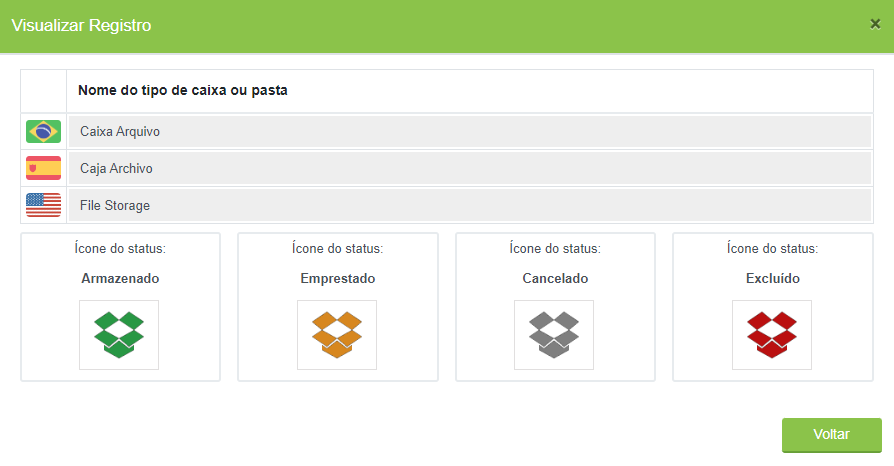 Visualizar Registro
×
Nome do tipo de caixa ou pasta
Caixa Arquivo
Caja Archivo
File Storage
Ícone do status:
Armazenado
Ícone do status:
Emprestado
Ícone do status:
Cancelado
Ícone do status:
Excluído
Voltar